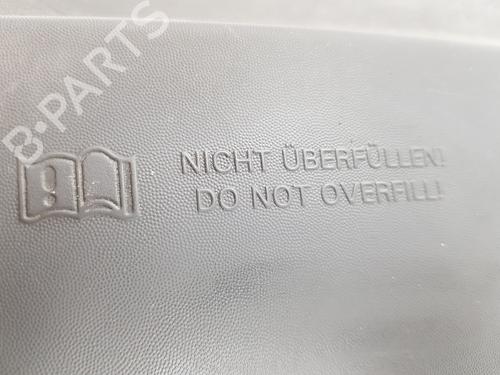 B-PARTS
NICHT ÜBERFÜLLEN!
DO NOT OVERFILL!